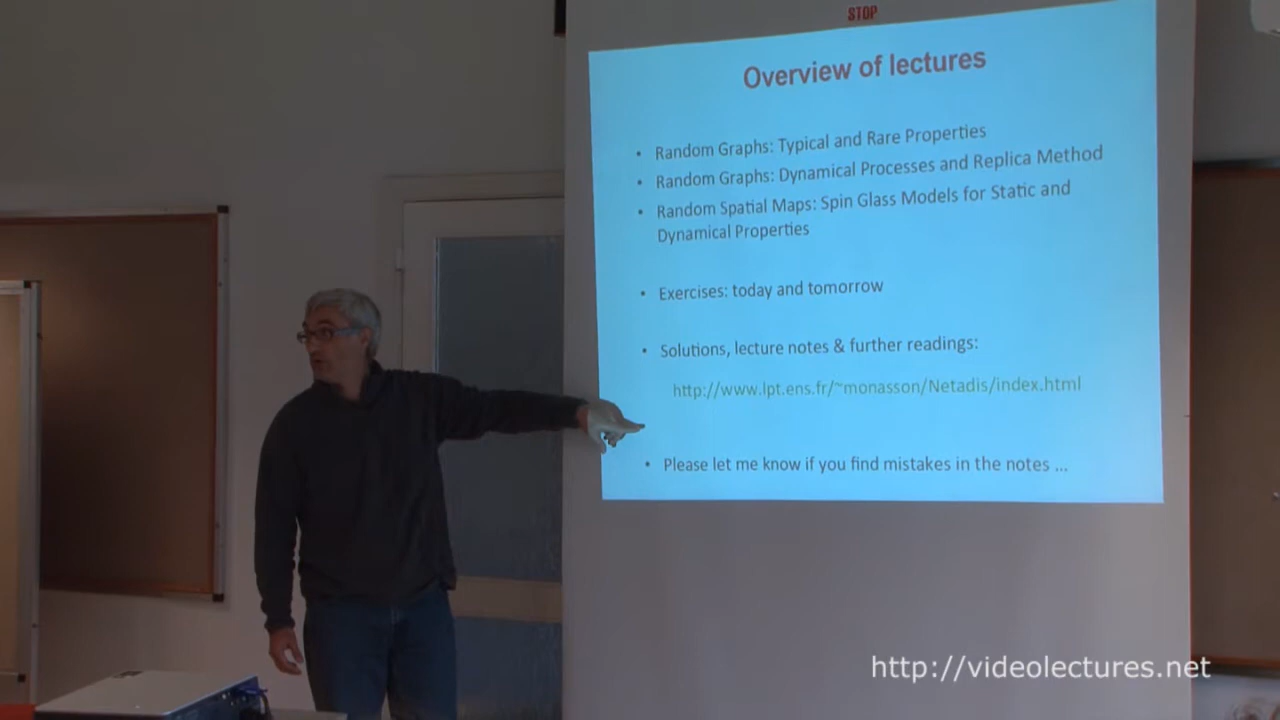 STOP
Overview of lectures
• Random Graphs: Typical and Rare Properties
• Random Graphs: Dynamical Processes and Replica Method
• Random Spatial Maps: Spin Glass Models for Static and
Dynamical Properties
• Exercises: today and tomorrow
• Solutions, lecture notes & further readings:
http://www.lpt.ens.fr/~monasson/Netadis/index.html
• Please let me know if you find mistakes in the notes ...
http://videolectures.net